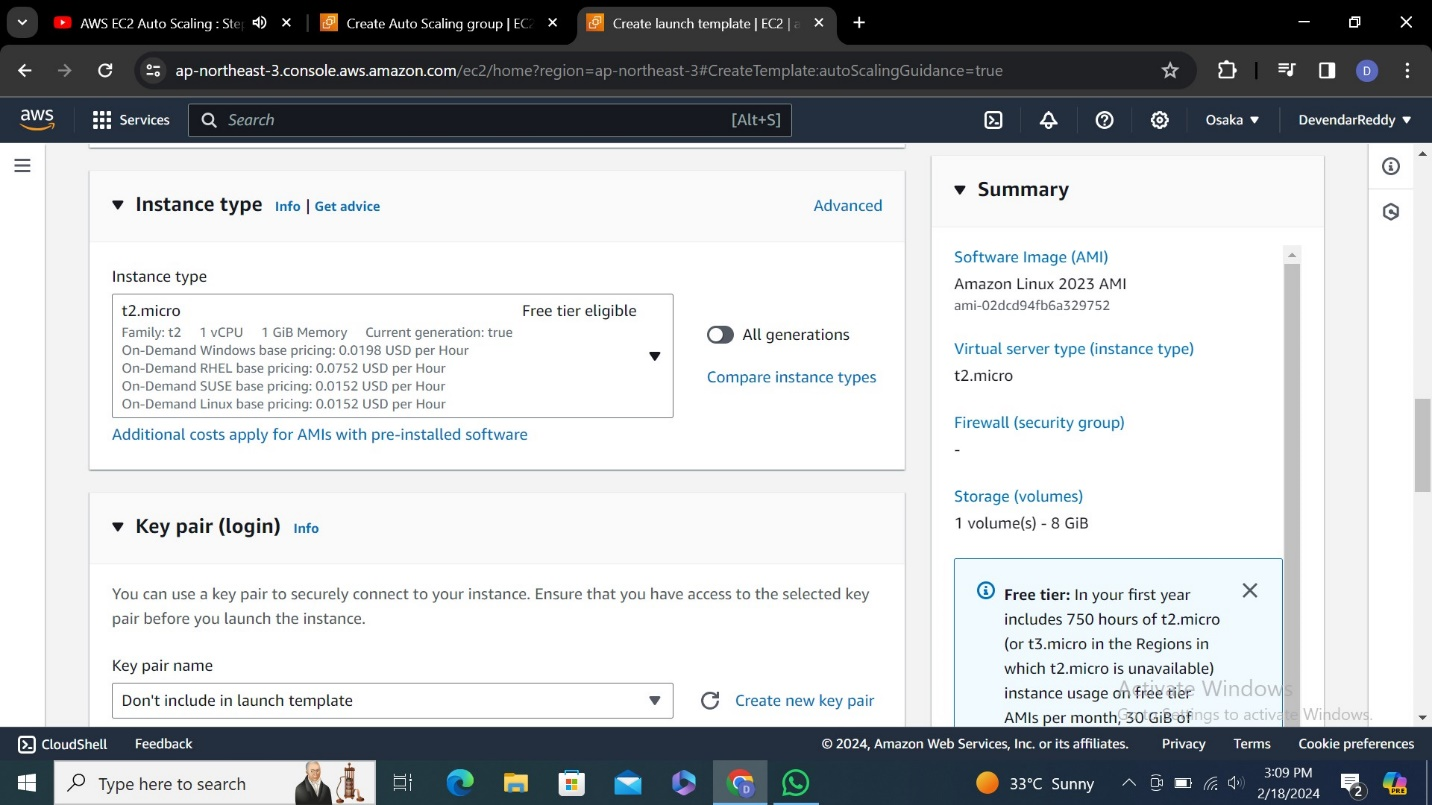 AWS EC2 Auto Scaling : Ste
Create Auto Scaling group | EC2
Create launch template | EC2 | a
ap-northeast-3.console.aws.amazon.com/ec2/home?region=ap-northeast-3#CreateTemplate:autoScalingGuidance=true
D
aws
Services
Search
[Alt+S]
Osaka
DevendarReddy
Instance type
Info | Get advice
Advanced
Instance type
t2.micro
Free tier eligible
Family: t2 1 vCPU 1 GiB Memory Current generation: true
On-Demand Windows base pricing: 0.0198 USD per Hour
On-Demand RHEL base pricing: 0.0752 USD per Hour
On-Demand SUSE base pricing: 0.0152 USD per Hour
On-Demand Linux base pricing: 0.0152 USD per Hour
All generations
Compare instance types
Additional costs apply for AMIs with pre-installed software
Key pair (login) Info
You can use a key pair to securely connect to your instance. Ensure that you have access to the selected key
pair before you launch the instance.
Key pair name
Don't include in launch template
Create new key pair
Summary
Software Image (AMI)
Amazon Linux 2023 AMI
ami-02dcd94fb6a329752
Virtual server type (instance type)
t2.micro
Firewall (security group)
-
Storage (volumes)
1 volume(s) - 8 GiB
Free tier: In your first year
includes 750 hours of t2.micro
(or t3.micro in the Regions in
which t2.micro is unavailable)
instance usage on free tier
AMIs per month, 30 GiB of
Activate Windows
Go to Settings to activate Windows.
CloudShell
Feedback
© 2024, Amazon Web Services, Inc. or its affiliates.
Privacy
Terms
Cookie preferences
Type here to search
D
33°C Sunny
3:09 PM
2/18/2024
2
PRE